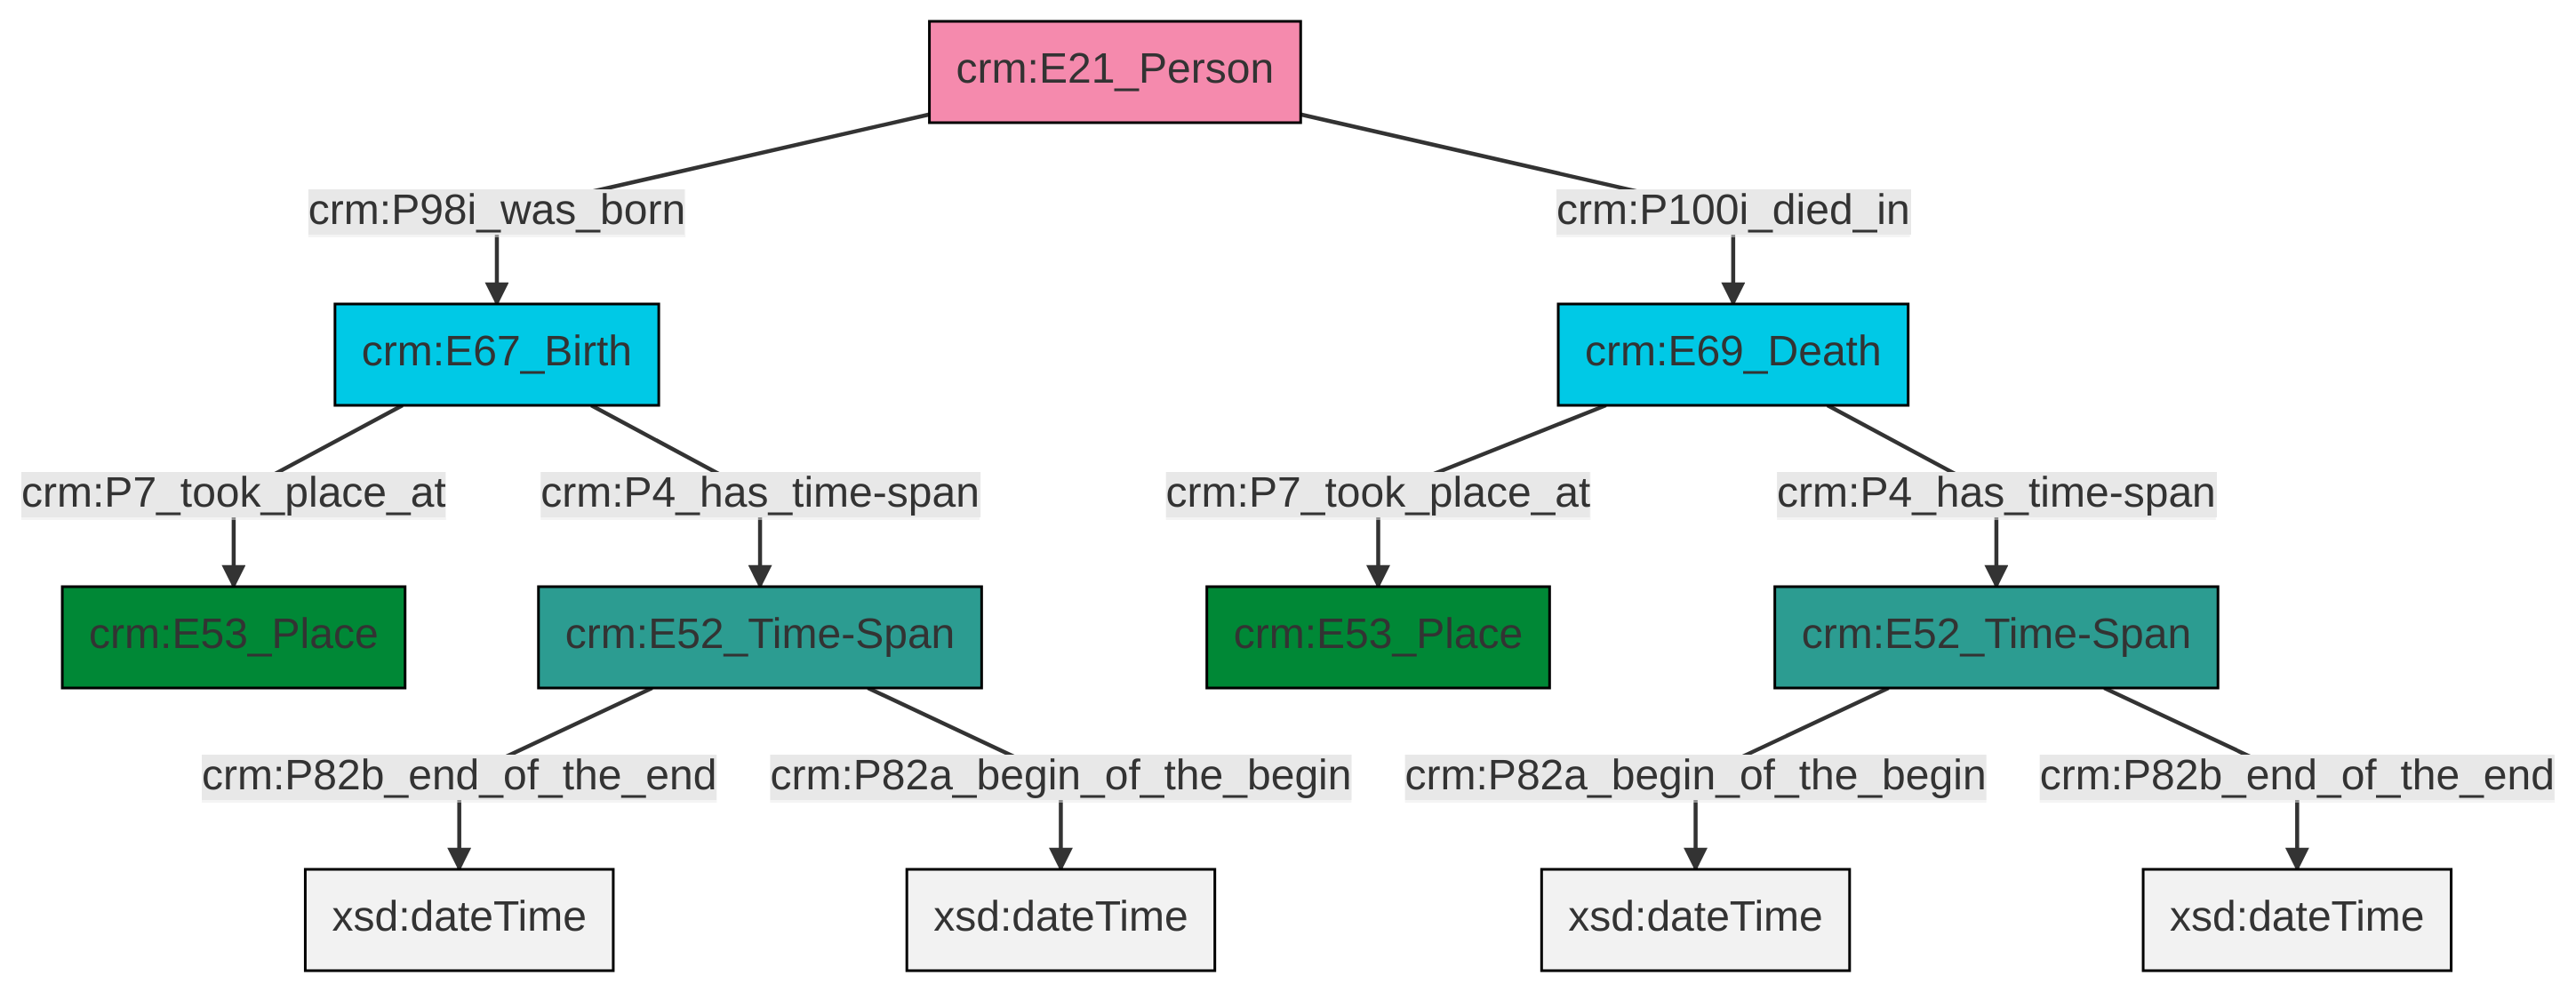 crm:E21_Person
crm:P98i_was_born
crm:P100i_died_in
crm:E67_Birth
crm:E69_Death
crm:P7_took_place_at
crm:P4_has_time-span
crm:P7_took_place_at
crm:P4_has_time-span
crm:E53_Place
crm:E52_Time-Span
crm:E53_Place
crm:E52_Time-Span
crm:P82b_end_of_the_end
crm:P82a_begin_of_the_begin
crm:P82a_begin_of_the_begin
crm:P82b_end_of_the_end
xsd:dateTime
xsd:dateTime
xsd:dateTime
xsd:dateTime